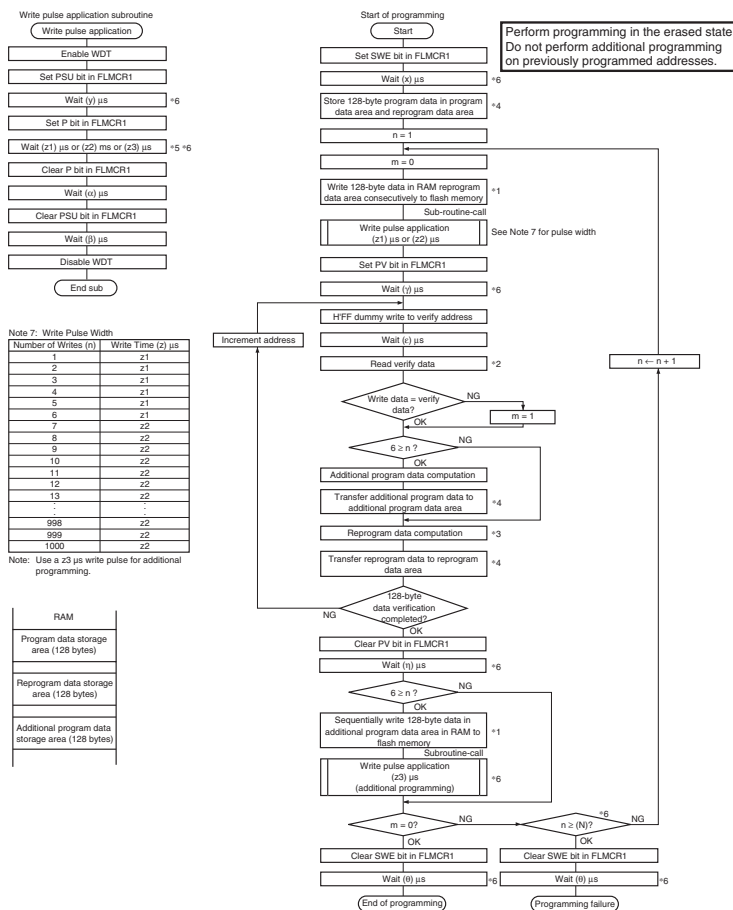 Write pulse application subroutine
Write pulse application
Enable WDT
Set PSU bit in FLMCR1
Wait (y) μs
*6
Set P bit in FLMCR1
Wait (z1) μs or (z2) ms or (z3) μs
*5 *6
Clear P bit in FLMCR1
Wait (α) μs
Clear PSU bit in FLMCR1
Wait (β) μs
Disable WDT
End sub
Note 7: Write Pulse Width
Number of Writes (n) Write Time (z) μs
1 z1
2 z1
3 z1
4 z1
5 z1
6 z1
7 z2
8 z2
9 z2
10 z2
11 z2
12 z2
13 z2
: :
998 z2
999 z2
1000 z2
Note: Use a z3 μs write pulse for additional
programming.
RAM
Program data storage
area (128 bytes)
Reprogram data storage
area (128 bytes)
Additional program data
storage area (128 bytes)
Start of programming
Start
Set SWE bit in FLMCR1
Wait (x) μs
*6
Store 128-byte program data in program
data area and reprogram data area
*4
n = 1
m = 0
Write 128-byte data in RAM reprogram
data area consecutively to flash memory
*1
Sub-routine-call
Write pulse application
(z1) μs or (z2) μs
See Note 7 for pulse width
Set PV bit in FLMCR1
Wait (γ) μs
*6
H'FF dummy write to verify address
Increment address
Wait (ε) μs
Read verify data
*2
n ← n + 1
Write data = verify
data?
NG
m = 1
OK
6 ≥ n ?
NG
OK
Additional program data computation
Transfer additional program data to
additional program data area
*4
Reprogram data computation
*3
Transfer reprogram data to reprogram
data area
*4
128-byte
data verification
completed?
NG
OK
Clear PV bit in FLMCR1
Wait (η) μs
*6
6 ≥ n ?
NG
OK
Sequentially write 128-byte data in
additional program data area in RAM to
flash memory
*1
Subroutine-call
Write pulse application
(z3) μs
(additional programming)
*6
m = 0?
NG
n ≥ (N)?
*6
NG
OK
OK
Clear SWE bit in FLMCR1
Clear SWE bit in FLMCR1
Wait (θ) μs
*6
Wait (θ) μs
*6
End of programming
Programming failure
Perform programming in the erased state
Do not perform additional programming
on previously programmed addresses.